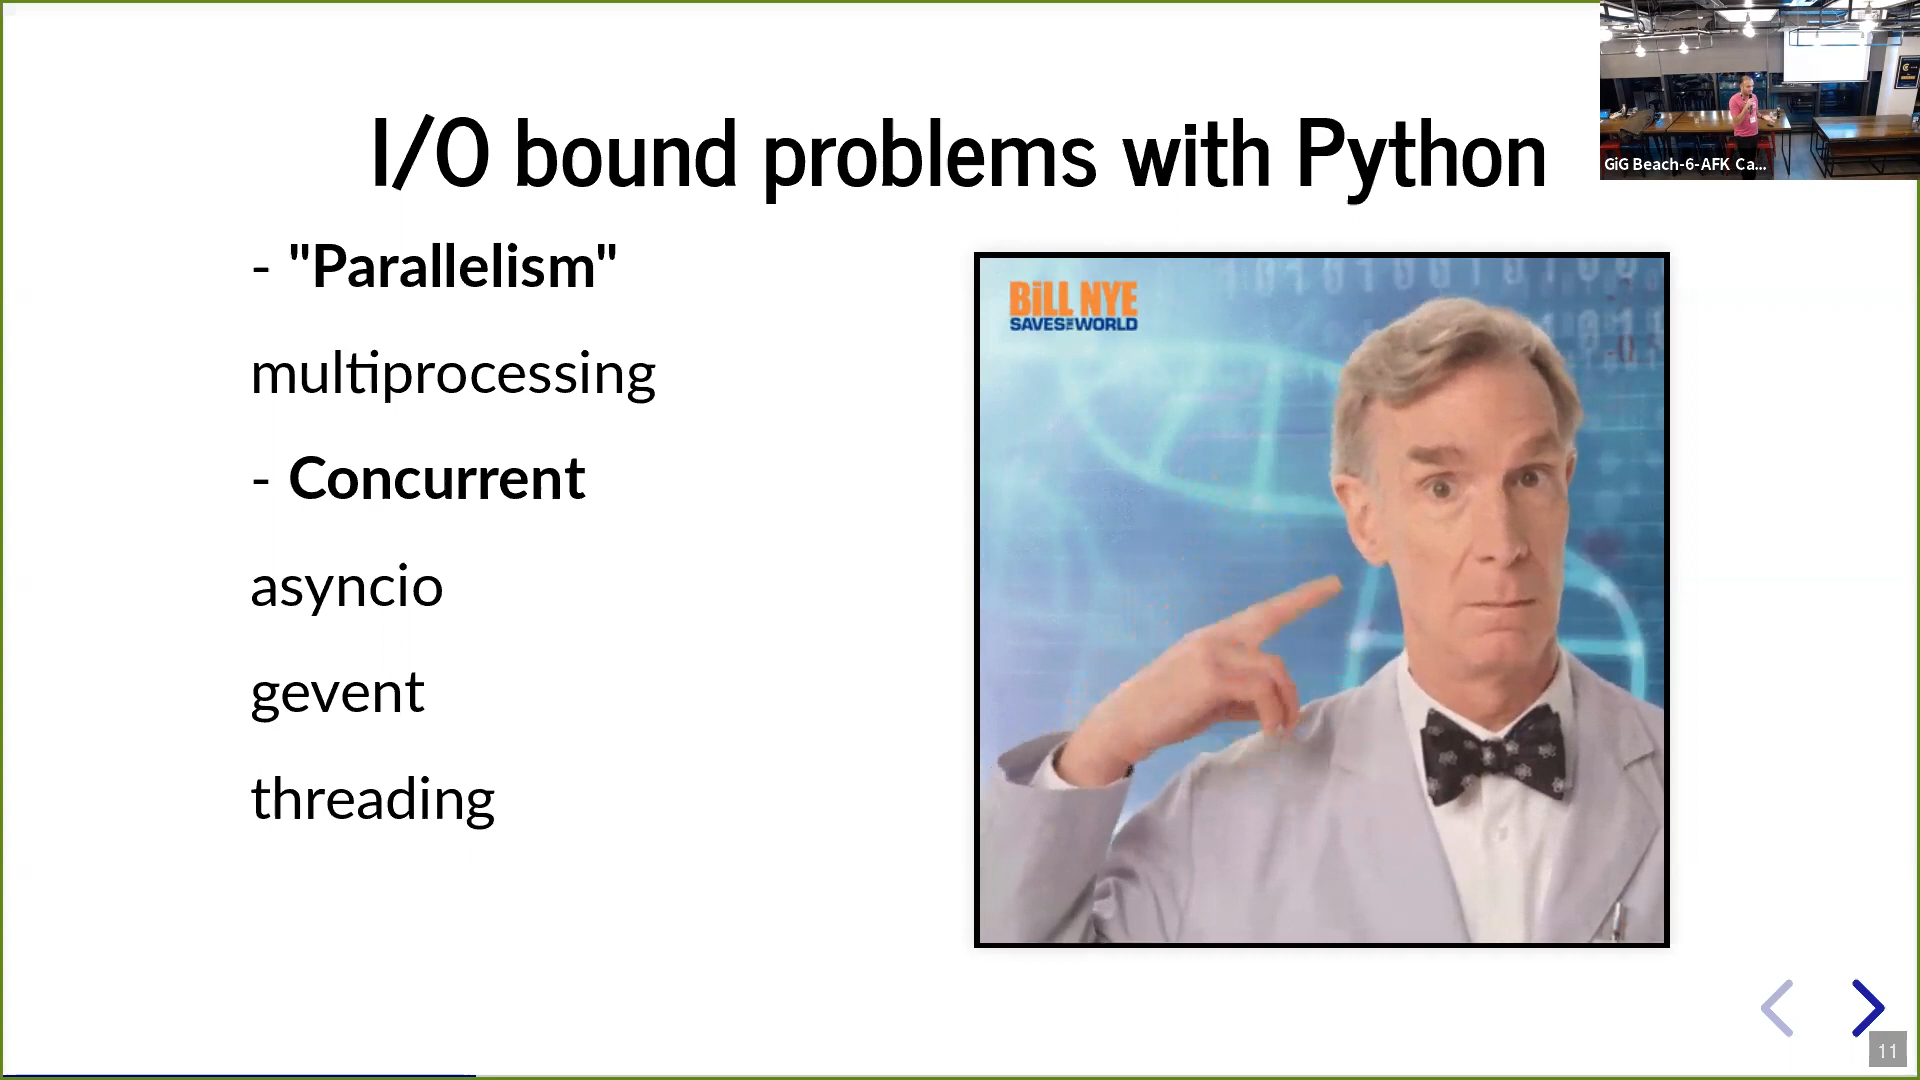 I/O bound problems with Python
GiG Beach-6-AFK Ca...
- "Parallelism"
multiprocessing
- Concurrent
asyncio
gevent
threading
BiLL NYE
SAVES THE WORLD
11